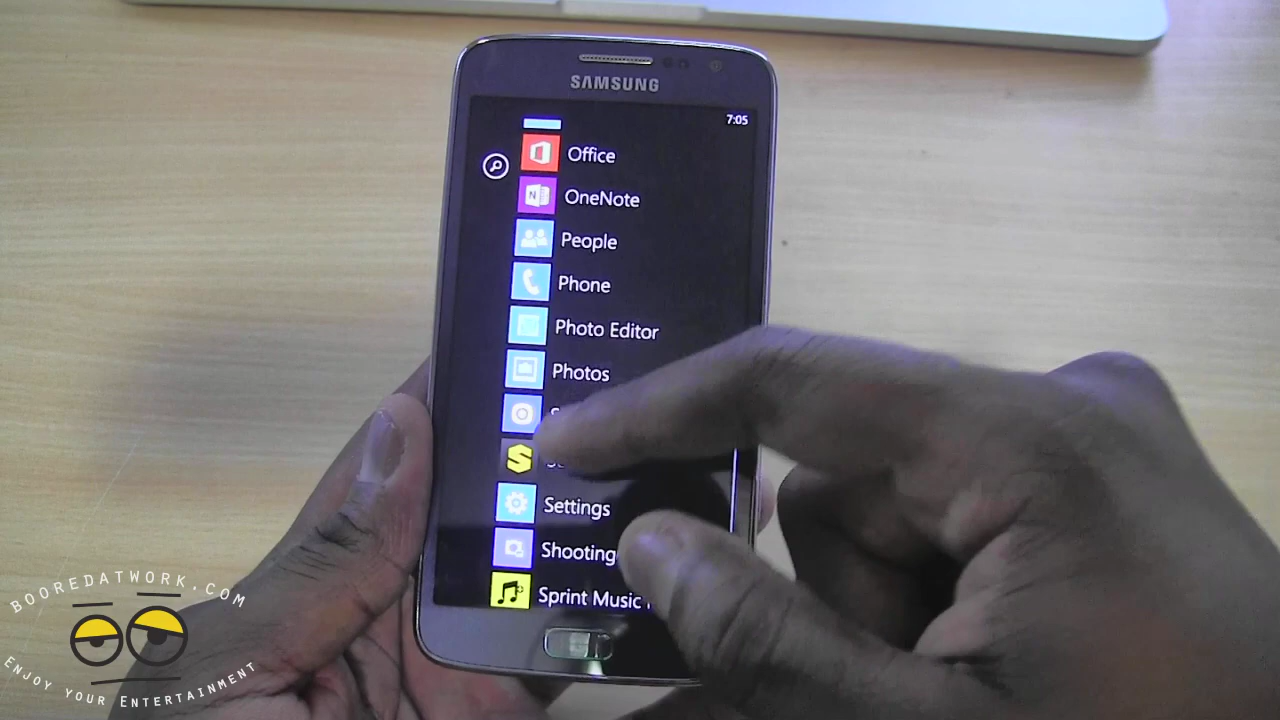 SAMSUNG
7:05
Office
OneNote
People
Phone
Photo Editor
Photos
Settings
Shooting
Sprint Music
BOOREDATWORK.COM
ENJOY YOUR ENTERTAINMENT